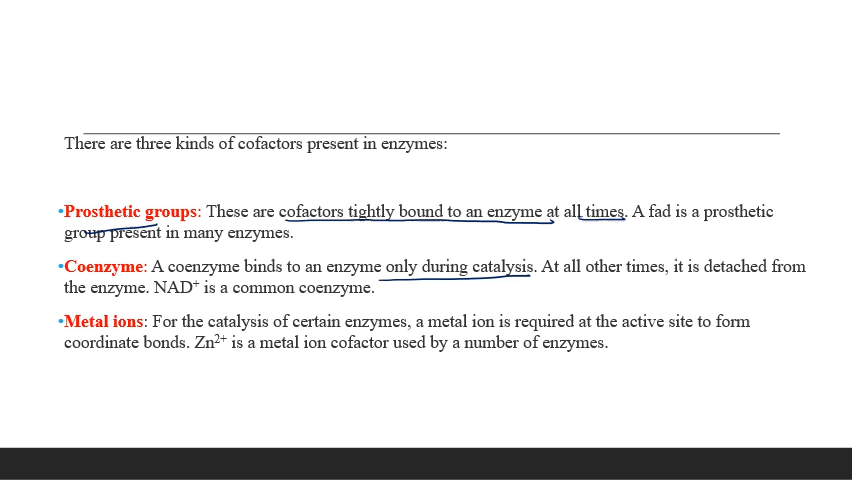 There are three kinds of cofactors present in enzymes:
•Prosthetic groups: These are cofactors tightly bound to an enzyme at all times. A fad is a prosthetic
group present in many enzymes.
•Coenzyme: A coenzyme binds to an enzyme only during catalysis. At all other times, it is detached from
the enzyme. NAD⁺ is a common coenzyme.
•Metal ions: For the catalysis of certain enzymes, a metal ion is required at the active site to form
coordinate bonds. Zn²⁺ is a metal ion cofactor used by a number of enzymes.